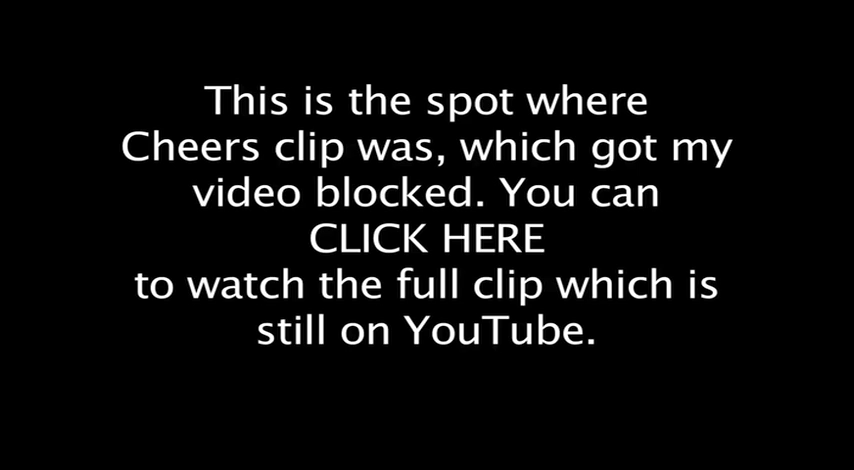 This is the spot where
Cheers clip was, which got my
video blocked. You can
CLICK HERE
to watch the full clip which is
still on YouTube.